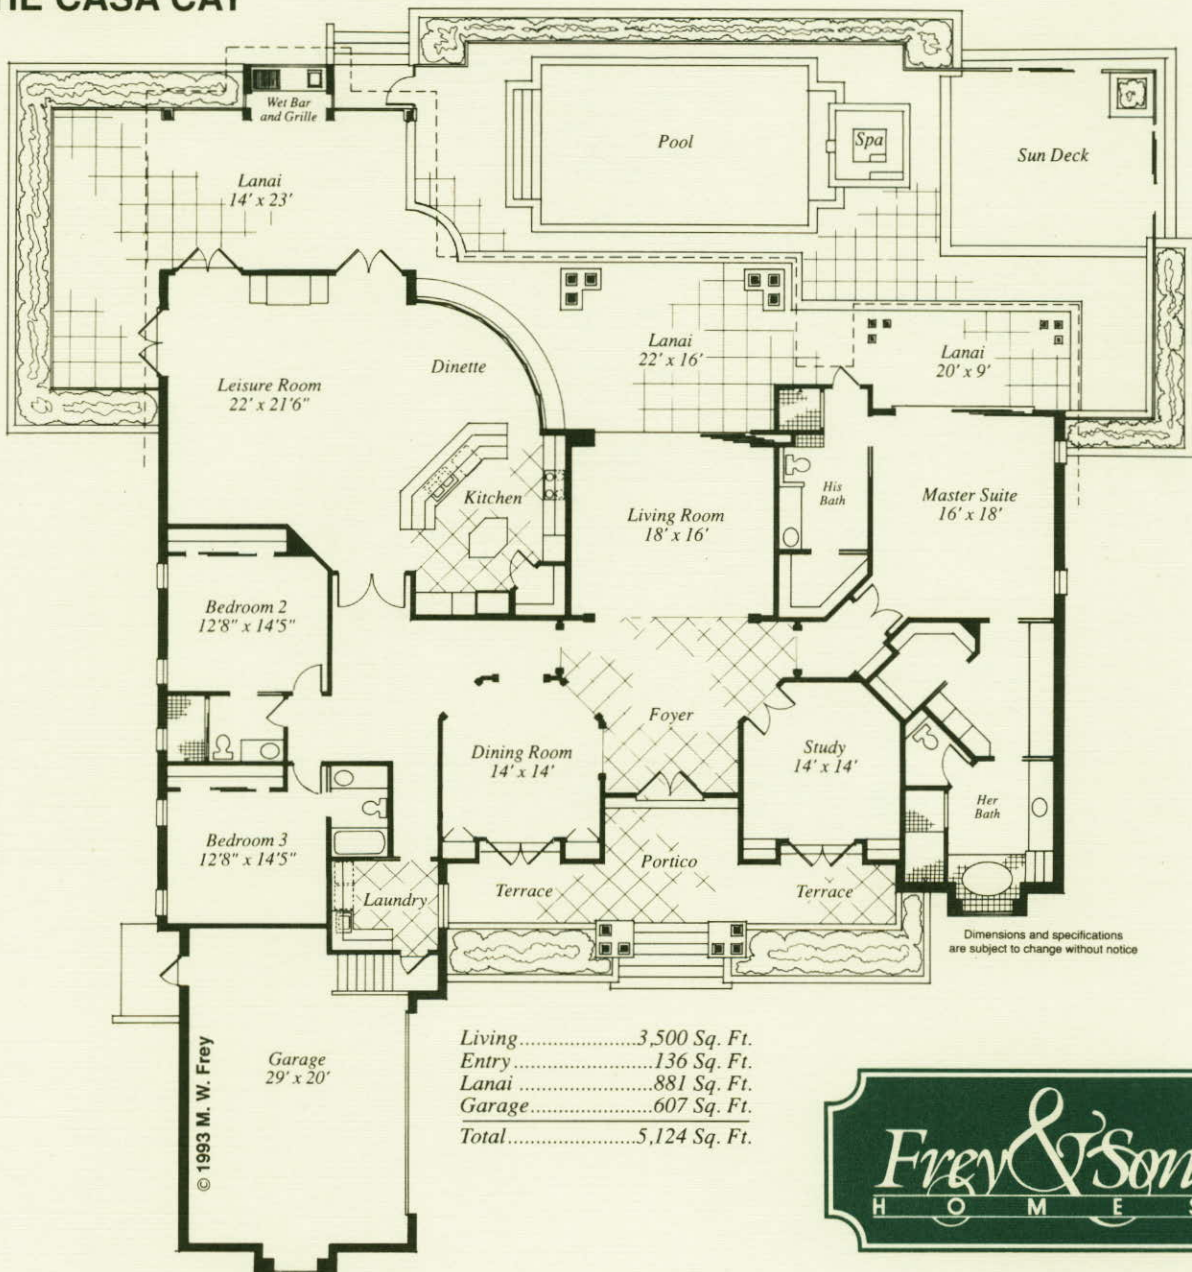 THE CASA CAY
Wet Bar
and Grille
Pool
Spa
Sun Deck
Lanai
14' x 23'
Lanai
22' x 16'
Lanai
20' x 9'
Dinette
Leisure Room
22' x 21'6"
Kitchen
Living Room
18' x 16'
His
Bath
Master Suite
16' x 18'
Bedroom 2
12'8" x 14'5"
Foyer
Dining Room
14' x 14'
Study
14' x 14'
Her
Bath
Bedroom 3
12'8" x 14'5"
Portico
Laundry
Terrace
Terrace
Dimensions and specifications
are subject to change without notice
Garage
29' x 20'
© 1993 M. W. Frey
Living....................3,500 Sq. Ft.
Entry.......................136 Sq. Ft.
Lanai.......................881 Sq. Ft.
Garage.....................607 Sq. Ft.
Total......................5,124 Sq. Ft.
Frey & Son
HOMES